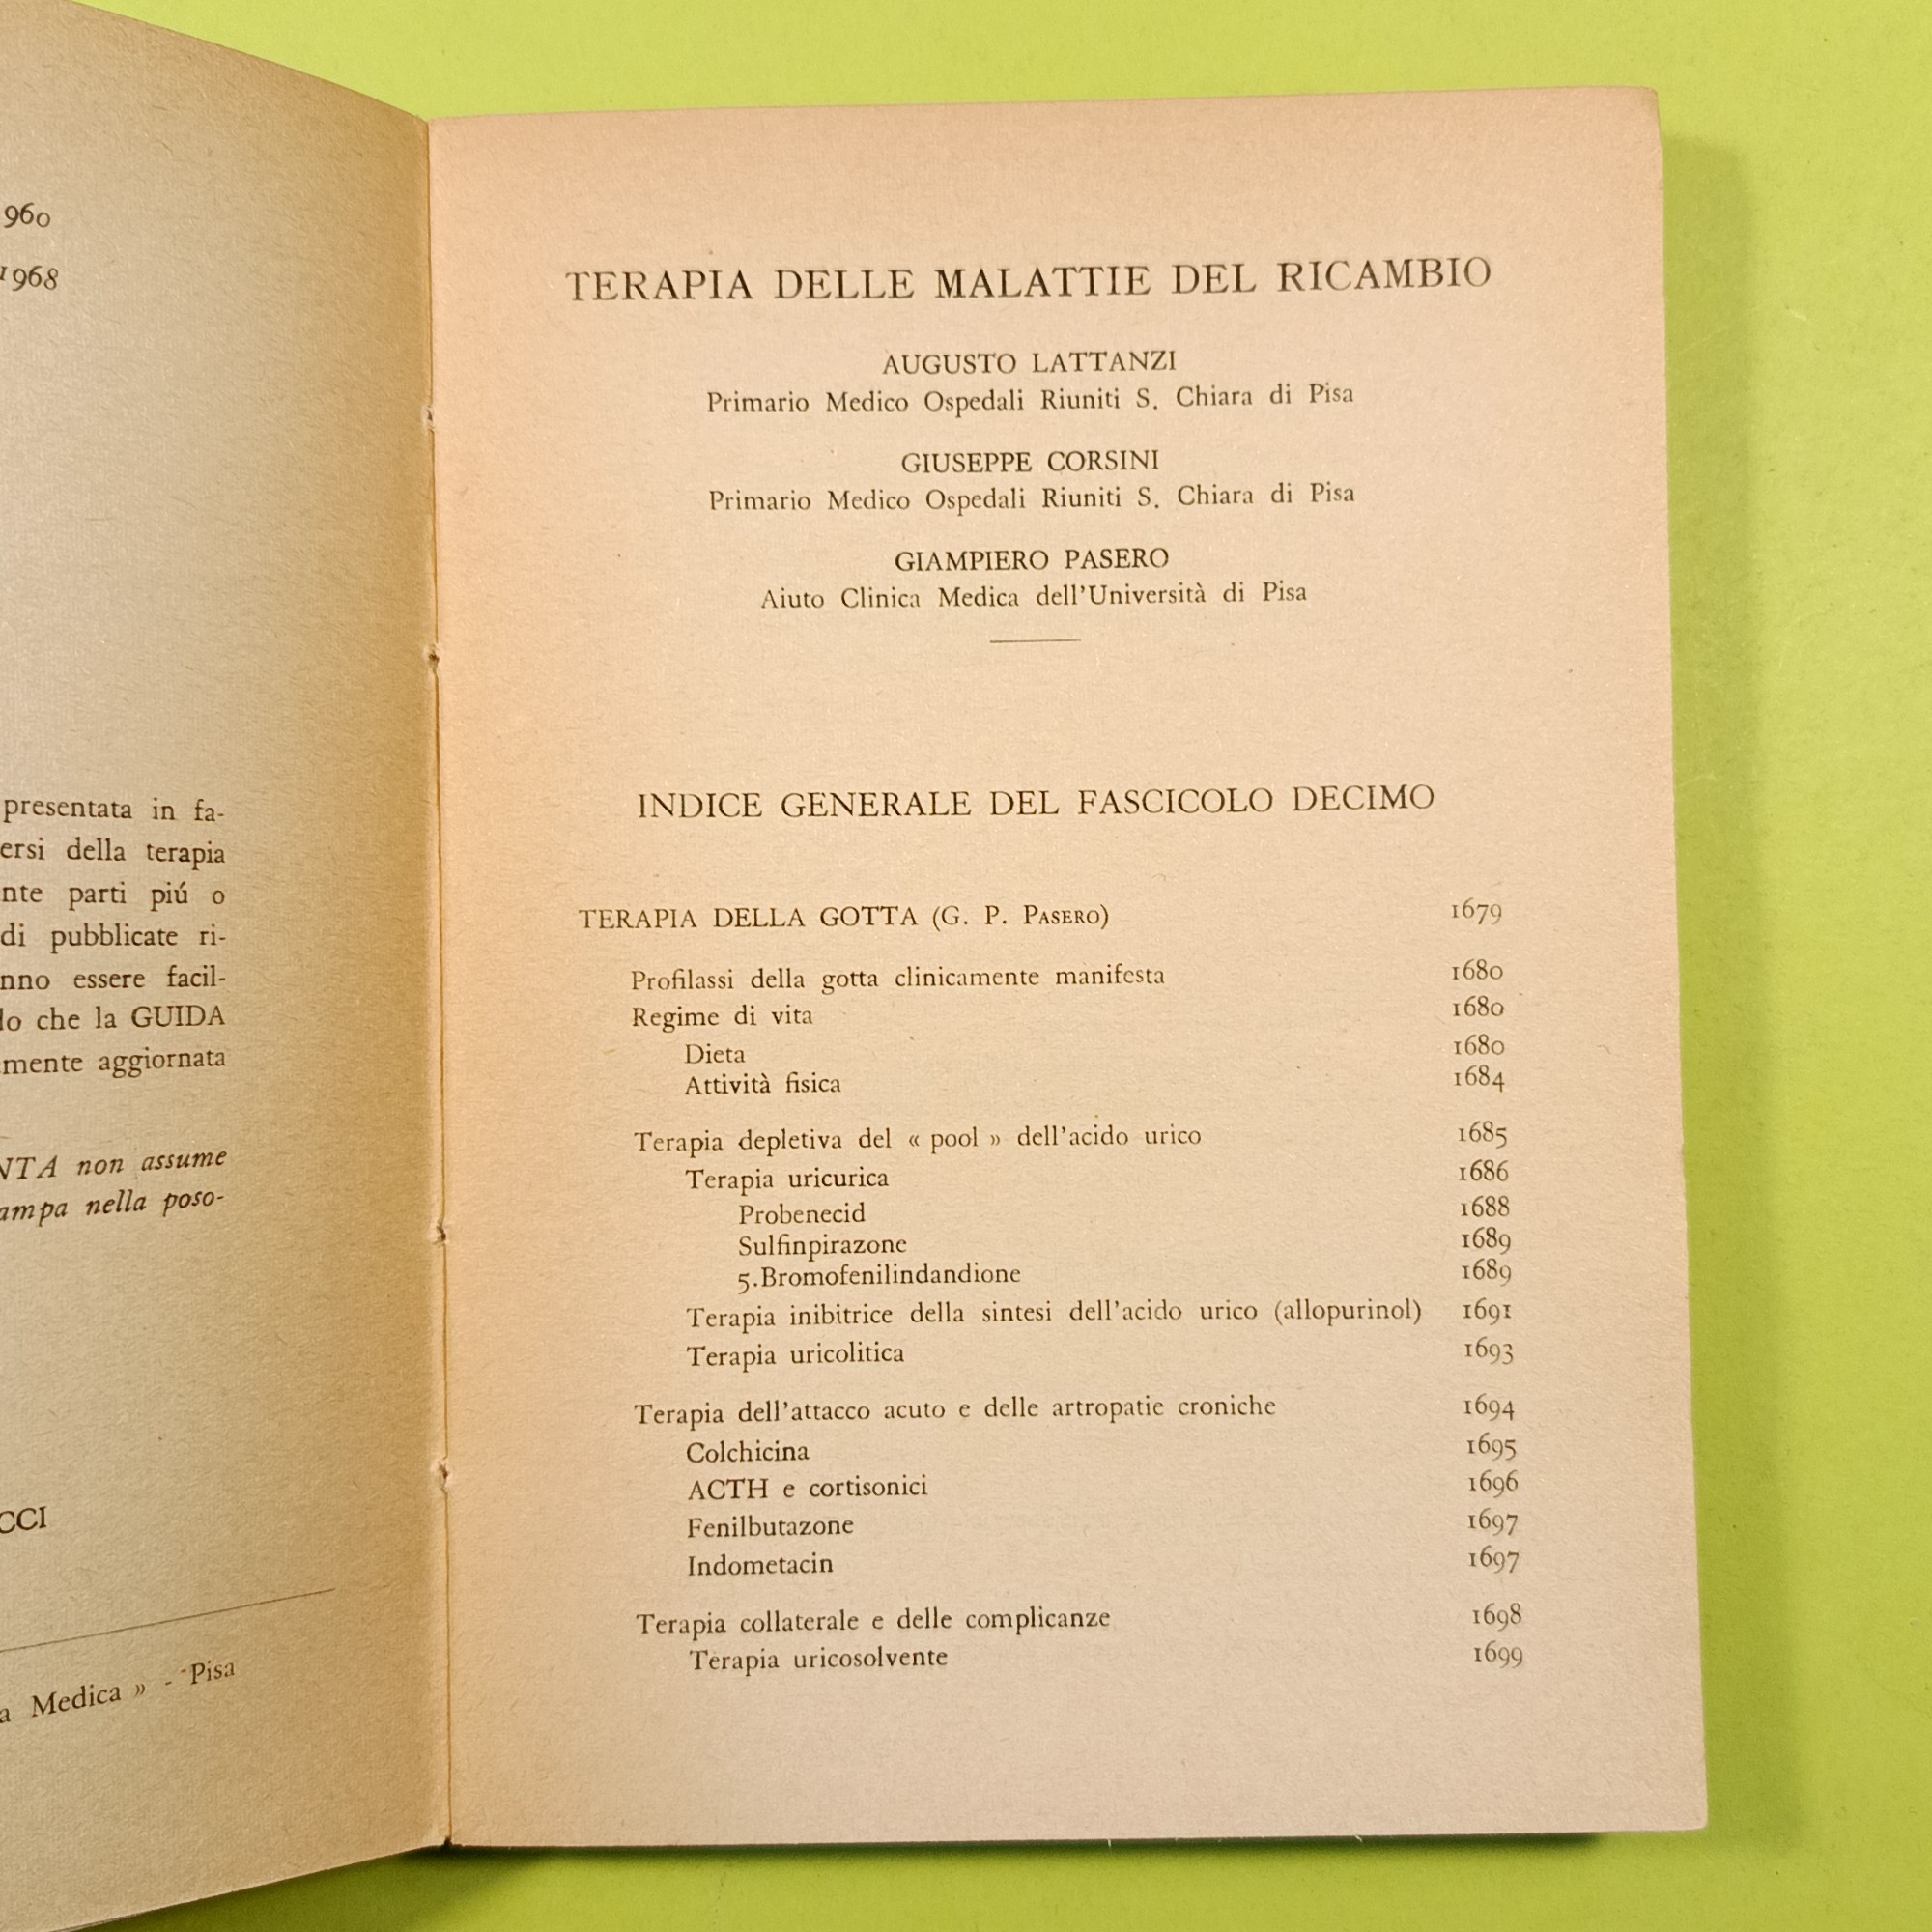 960
1968
presentata in fa-
ersi della terapia
nte parti piú o
di pubblicate ri-
nno essere facil-
lo che la GUIDA
mente aggiornata
NTA non assume
ampa nella poso-
CCI
a Medica » - Pisa
TERAPIA DELLE MALATTIE DEL RICAMBIO
AUGUSTO LATTANZI
Primario Medico Ospedali Riuniti S. Chiara di Pisa
GIUSEPPE CORSINI
Primario Medico Ospedali Riuniti S. Chiara di Pisa
GIAMPIERO PASERO
Aiuto Clinica Medica dell'Università di Pisa
INDICE GENERALE DEL FASCICOLO DECIMO
TERAPIA DELLA GOTTA (G. P. PASERO) 1679
Profilassi della gotta clinicamente manifesta 1680
Regime di vita 1680
Dieta 1680
Attività fisica 1684
Terapia depletiva del « pool » dell'acido urico 1685
Terapia uricurica 1686
Probenecid 1688
Sulfinpirazone 1689
5.Bromofenilindandione 1689
Terapia inibitrice della sintesi dell'acido urico (allopurinol) 1691
Terapia uricolitica 1693
Terapia dell'attacco acuto e delle artropatie croniche 1694
Colchicina 1695
ACTH e cortisonici 1696
Fenilbutazone 1697
Indometacin 1697
Terapia collaterale e delle complicanze 1698
Terapia uricosolvente 1699